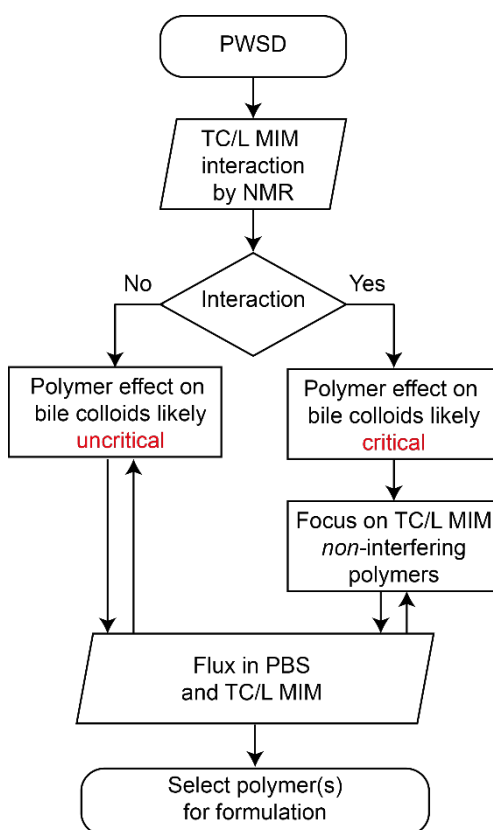 PWSD
TC/L MIM
interaction
by NMR
No
Yes
Interaction
Polymer effect on
bile colloids likely
uncritical
Polymer effect on
bile colloids likely
critical
Focus on TC/L MIM
non-interfering
polymers
Flux in PBS
and TC/L MIM
Select polymer(s)
for formulation